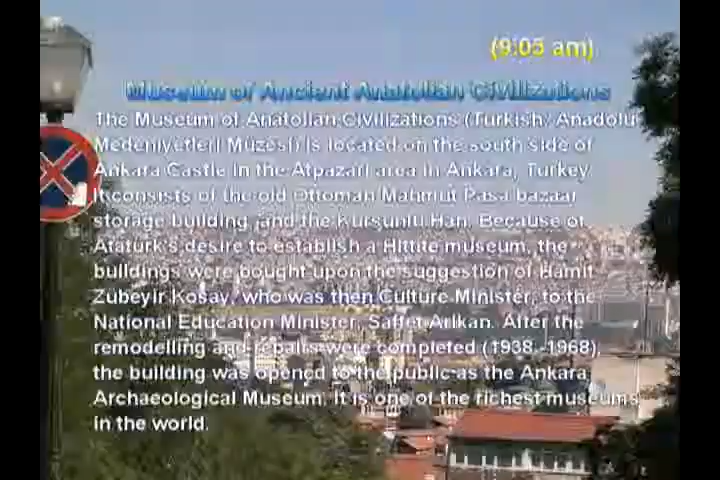 (9:05 am)
Museum of Ancient Anatolian Civilizations
The Museum of Anatolian Civilizations (Turkish: Anadolu
Medeniyetleri Müzesi) is located on the south side of
Ankara Castle in the Atpazarı area in Ankara, Turkey.
It consists of the old Ottoman Mahmut Paşa bazaar
storage building, and the Kurşunlu Han. Because of
Atatürk's desire to establish a Hittite museum, the
buildings were bought upon the suggestion of Hamit
Zübeyir Koşay, who was then Culture Minister, to the
National Education Minister, Saffet Arıkan. After the
remodelling and repairs were completed (1938 - 1968),
the building was opened to the public as the Ankara
Archaeological Museum. It is one of the richest museums
in the world.